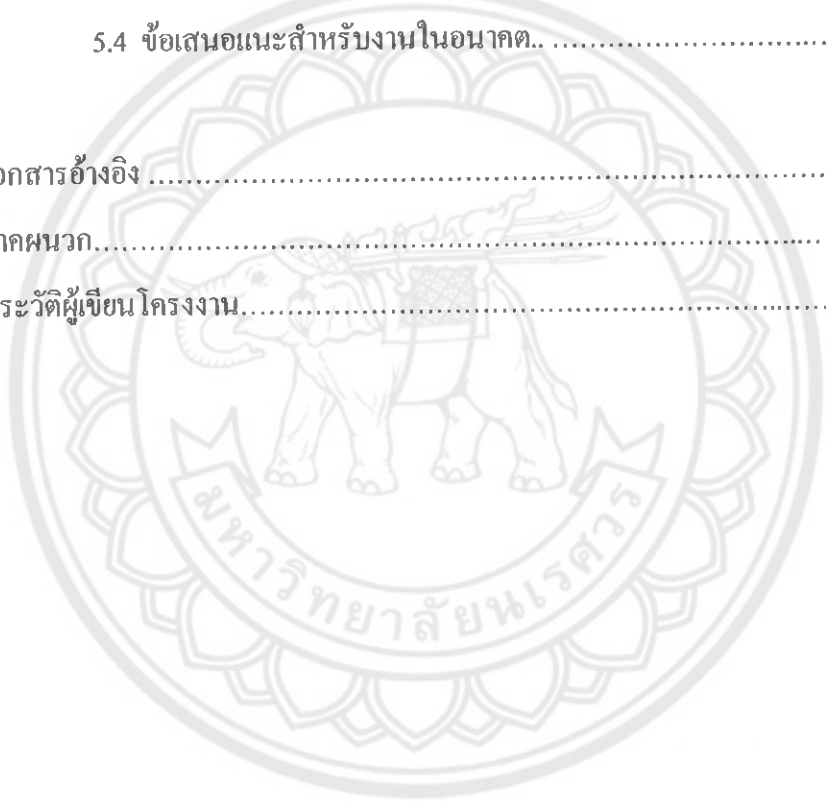 5.4 ข้อเสนอแนะสำหรับงานในอนาคต.. ................................
กสารอ้างอิง ................................................................
าคผนวก................................................................
ระวัติผู้เขียนโครงงาน................................................................
มหาวิทยาลัยนเรศวร